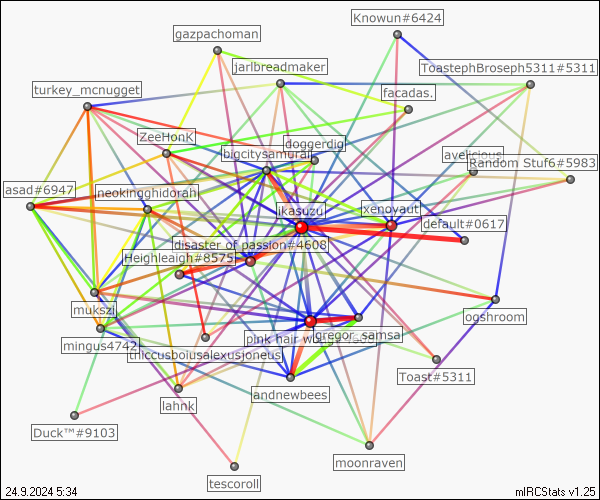 Knowun#6424
gazpachoman
jarlbreadmaker
ToastephBroseph5311#5311
turkey_mcnugget
facadas.
ZeeHonK
doggerdig
bigcitysamurai
avelicious
Random Stuf6#5983
asad#6947
neokingghidorah
ikasuzu
xenoyaut
default#0617
disaster of passion#4608
Heighleaigh#8575
mukszi
ogshroom
mingus4742
pink hair w
gregor_samsa
thiccusboiusalexusjoneus
Toast#5311
andnewbees
lahnk
Duck™#9103
moonraven
tescoroll
24.9.2024 5:34
mIRCStats v1.25